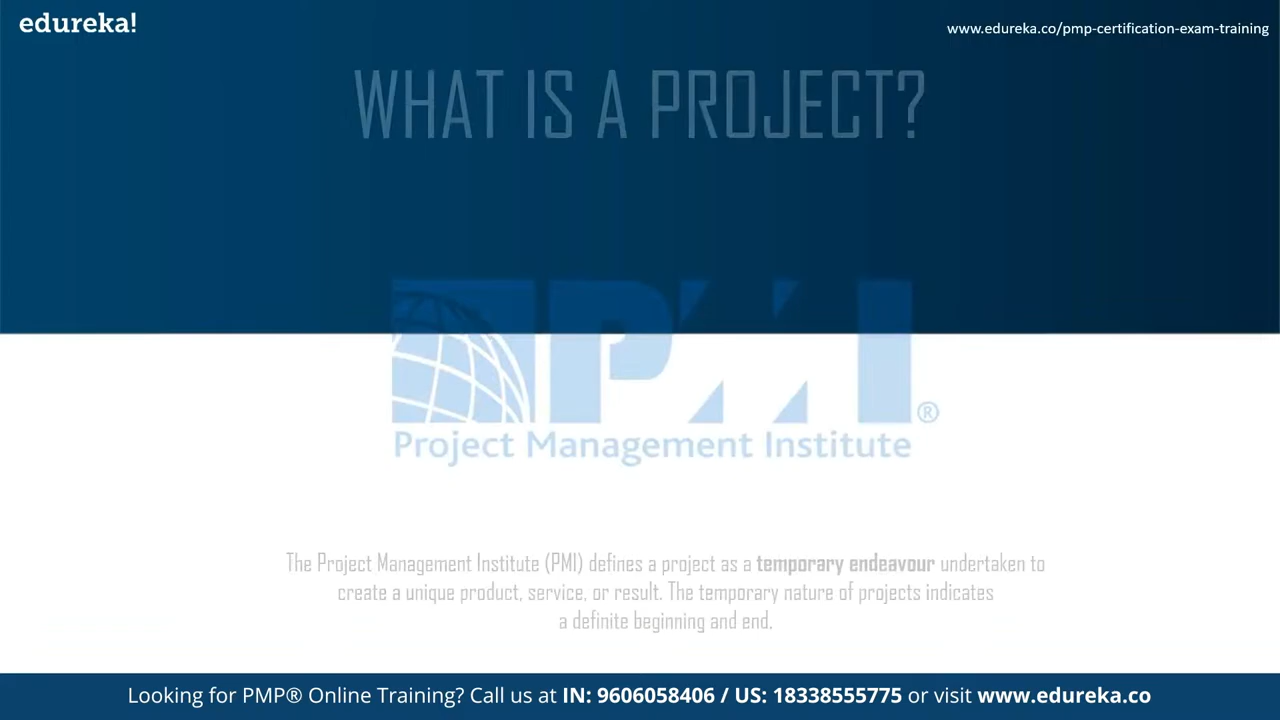 edureka!
www.edureka.co/pmp-certification-exam-training
WHAT IS A PROJECT?
PMI®
Project Management Institute
The Project Management Institute (PMI) defines a project as a temporary endeavour undertaken to
create a unique product, service, or result. The temporary nature of projects indicates
a definite beginning and end.
Looking for PMP® Online Training? Call us at IN: 9606058406 / US: 18338555775 or visit www.edureka.co